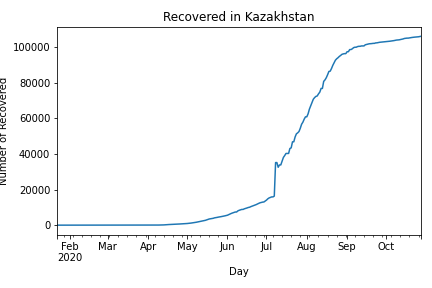 Recovered in Kazakhstan
Number of Recovered
100000
80000
60000
40000
20000
0
Feb Mar Apr May Jun Jul Aug Sep Oct
2020
Day